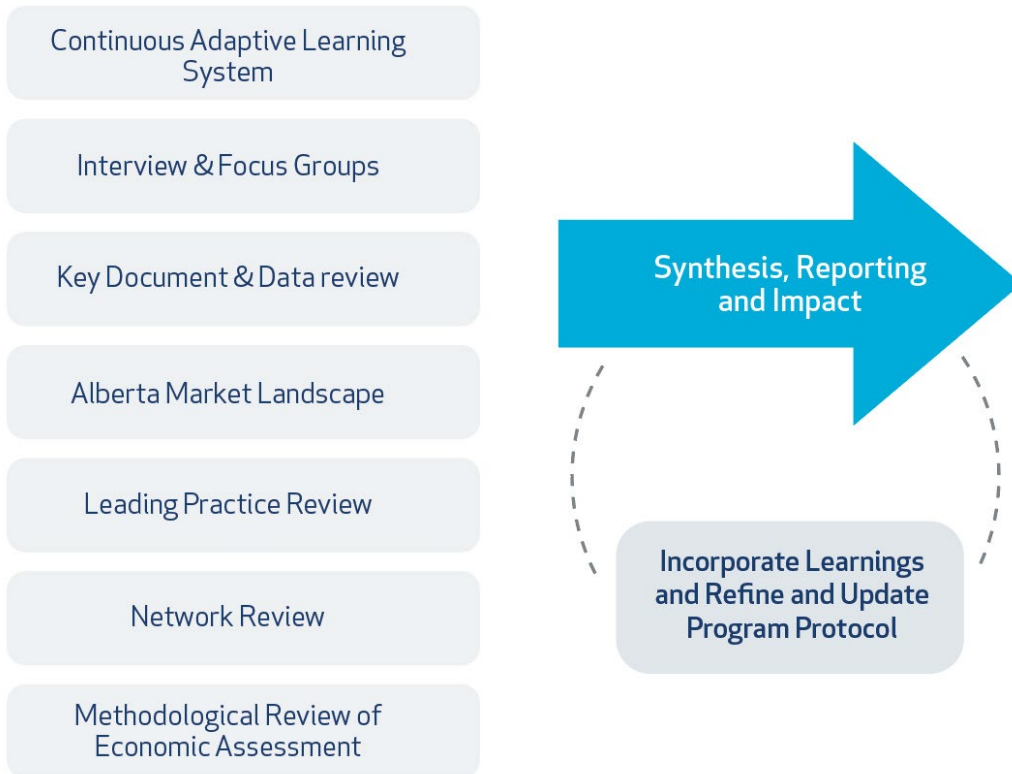 Continuous Adaptive Learning
System
Interview & Focus Groups
Key Document & Data review
Alberta Market Landscape
Leading Practice Review
Network Review
Methodological Review of
Economic Assessment
Synthesis, Reporting
and Impact
Incorporate Learnings
and Refine and Update
Program Protocol